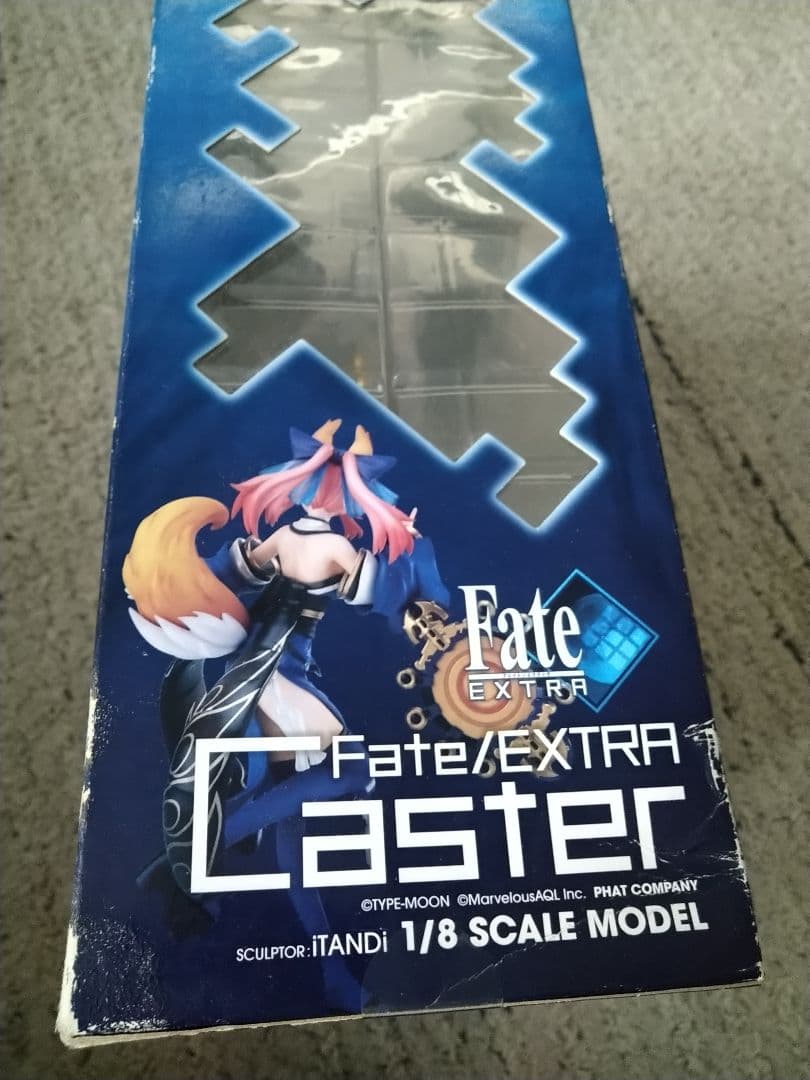 Fate
EXTRA
Fate/EXTRA
Caster
©TYPE-MOON ©MarvelousAQL Inc. PHAT COMPANY
SCULPTOR:iTANDi 1/8 SCALE MODEL